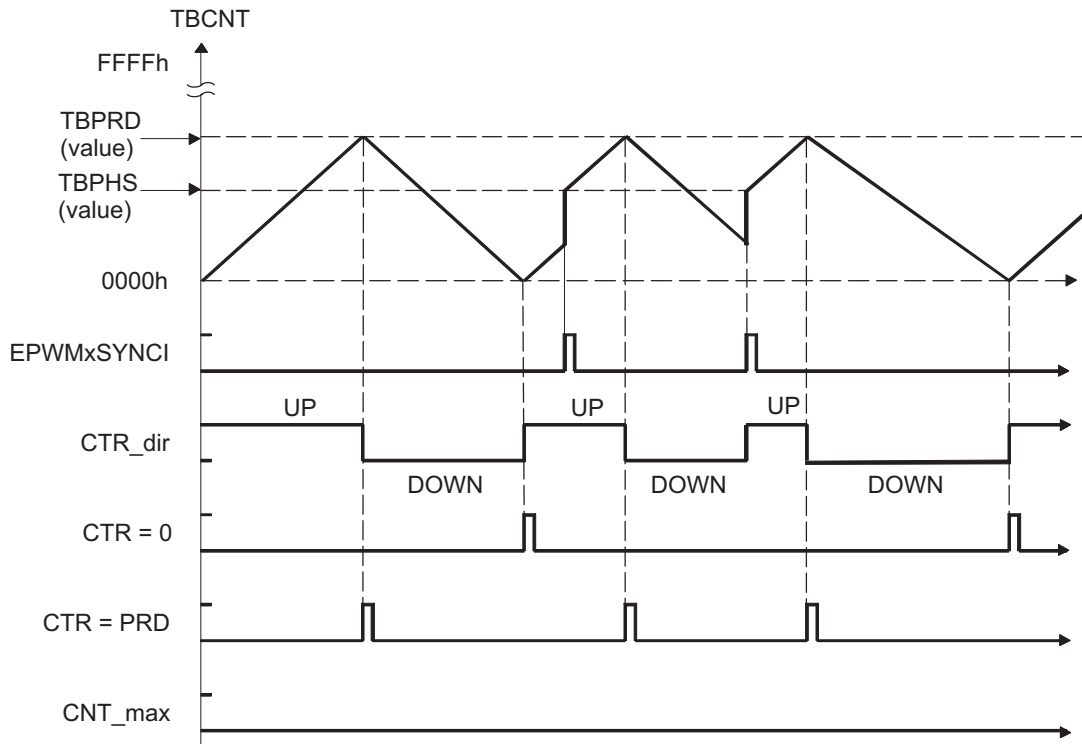 TBCNT
FFFFh
TBPRD
(value)
TBPHS
(value)
0000h
EPWMxSYNCI
UP
UP
UP
CTR_dir
DOWN
DOWN
DOWN
CTR = 0
CTR = PRD
CNT_max